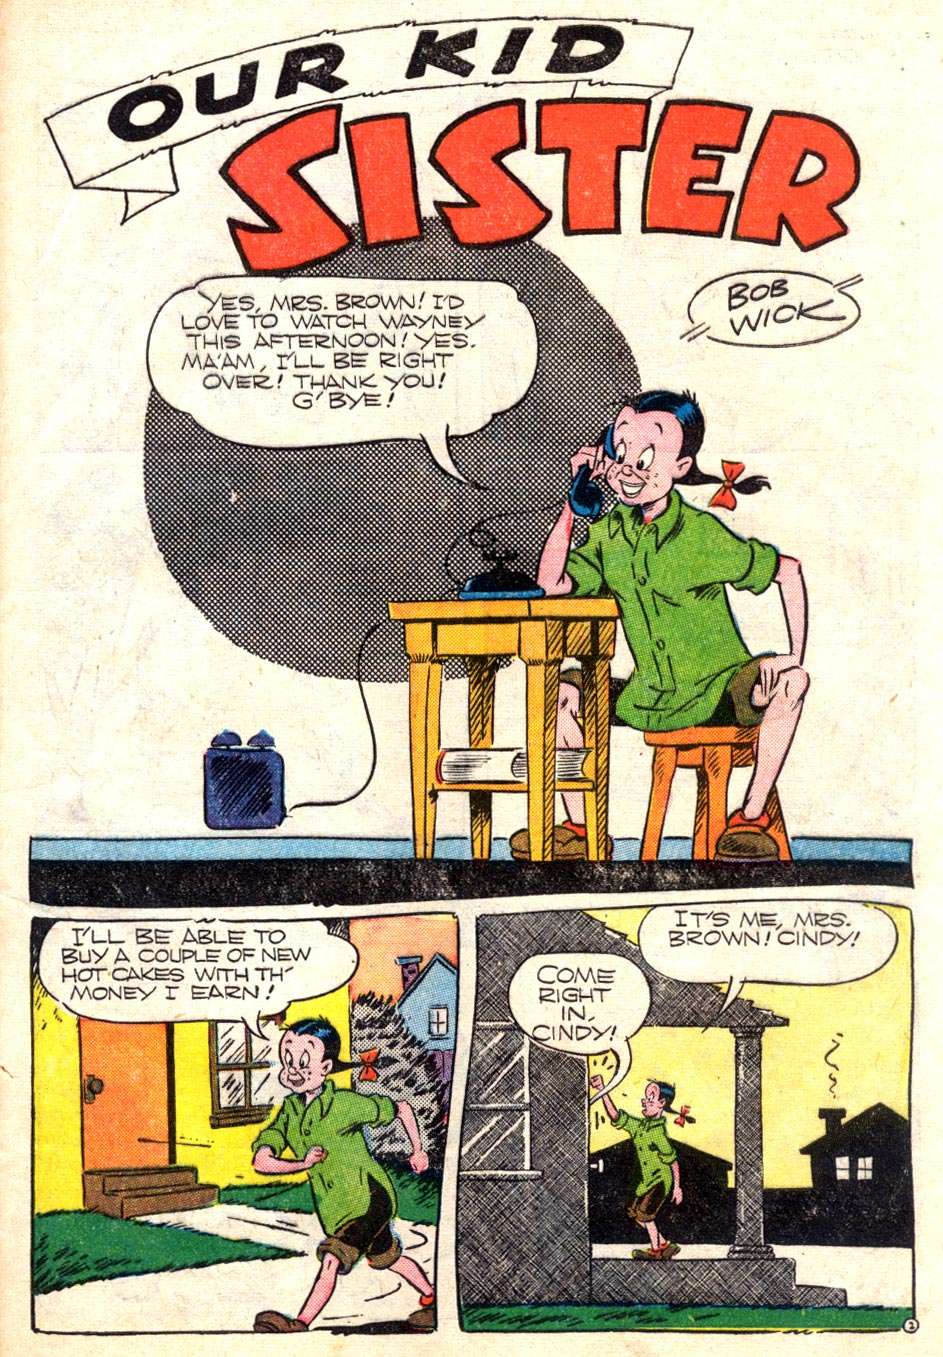 OUR KID
SISTER
BOB
WICK
YES, MRS. BROWN! I'D
LOVE TO WATCH WAYNEY
THIS AFTERNOON! YES.
MA'AM, I'LL BE RIGHT
OVER! THANK YOU!
G'BYE!
I'LL BE ABLE TO
BUY A COUPLE OF NEW
HOT-CAKES WITH TH'
MONEY I EARN!
IT'S ME, MRS.
BROWN! CINDY!
COME
RIGHT
IN,
CINDY!
2